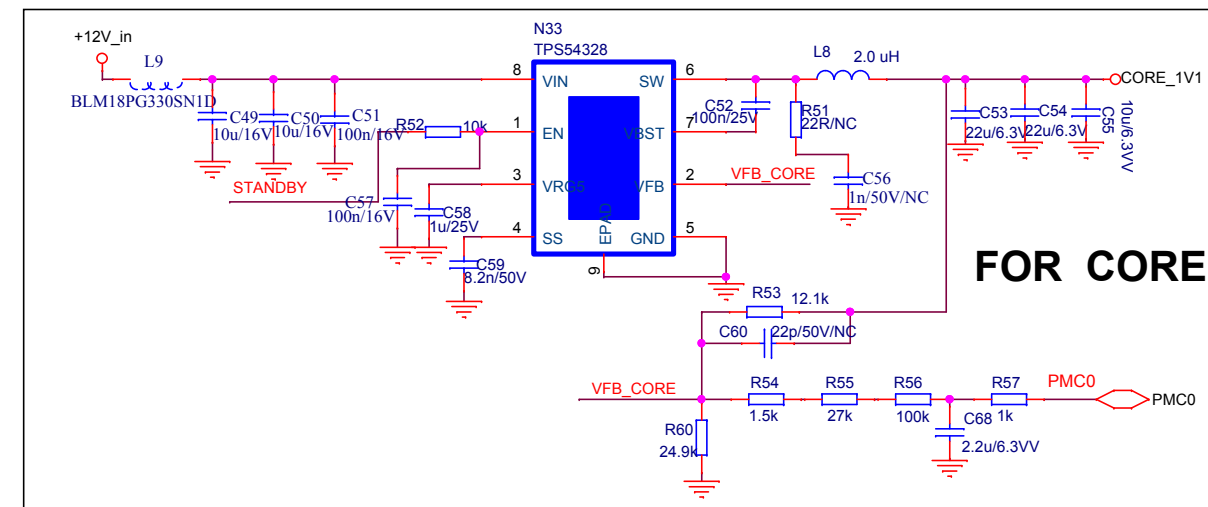 N33
TPS54328
+12V_in
L9
BLM18PG330SN1D
8
VIN
SW
6
L8
2.0 uH
CORE_1V1
C49
10u/16V
C50
10u/16V
C51
100n/16V
R52
10k
1
EN
VBST
7
C52
100n/25V
R51
22R/NC
C53
22u/6.3V
C54
22u/6.3V
C55
10u/6.3VV
STANDBY
3
VRG5
VFB
2
VFB_CORE
C56
1n/50V/NC
C57
100n/16V
C58
1u/25V
4
SS
EPAD
GND
5
9
C59
8.2n/50V
FOR CORE
R53
12.1k
C60
22p/50V/NC
VFB_CORE
R54
1.5k
R55
27k
R56
100k
R57
1k
PMC0
PMC0
R60
24.9k
C68
2.2u/6.3VV